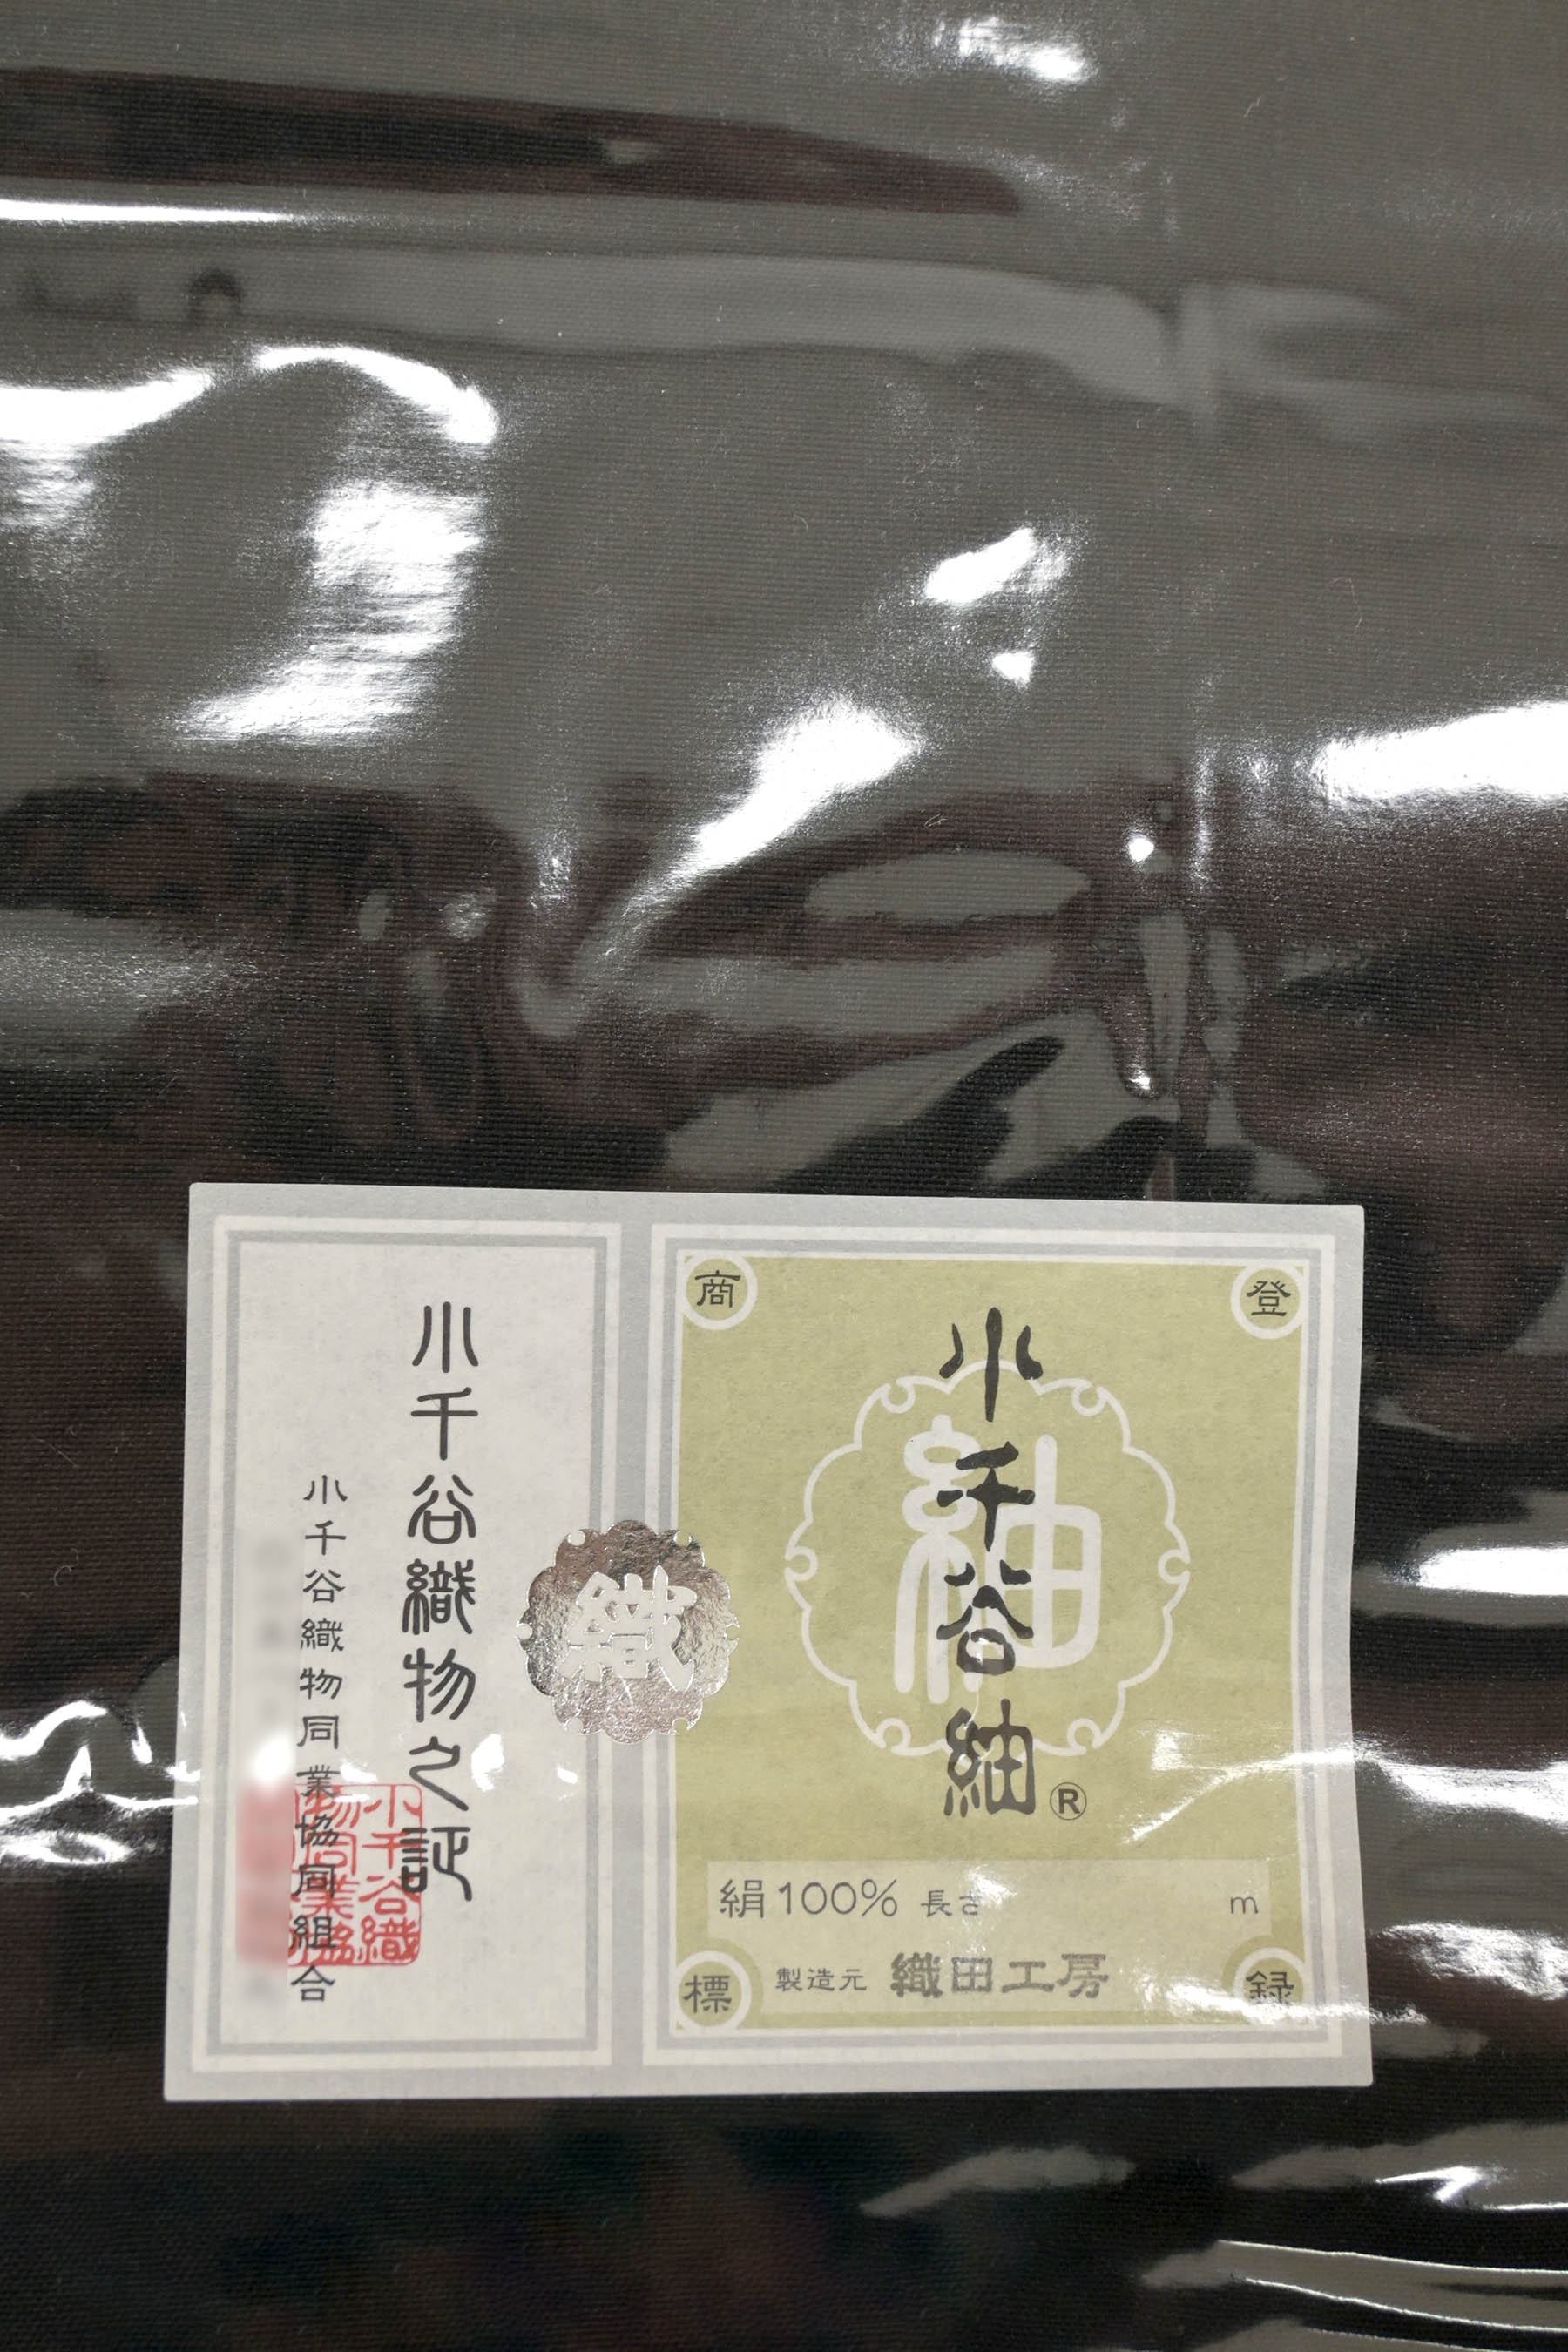 登
録
商
標
紬
小千谷紬®
絹100% 長さ m
製造元 織田工房
織
小千谷織物之証
小千谷織物同業協同組合